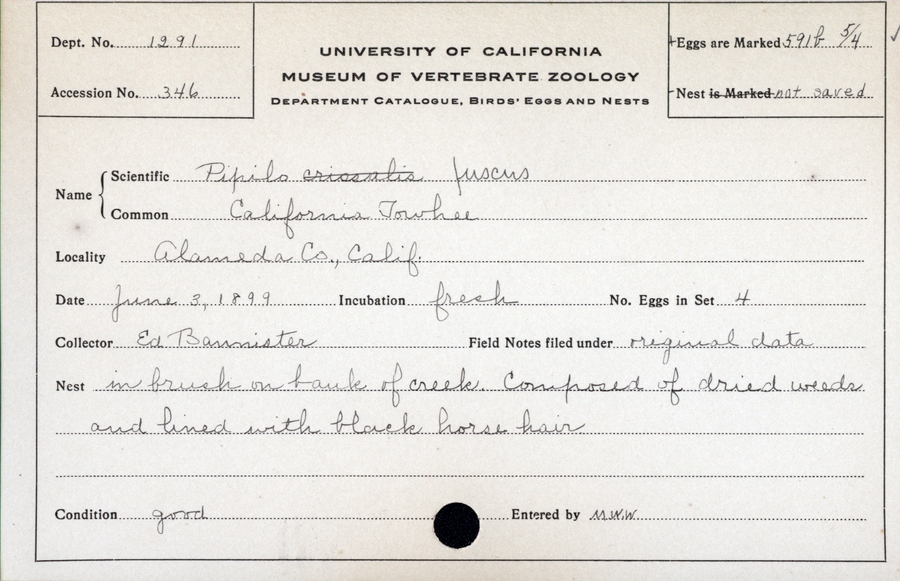 Dept. No. 1291
Accession No. 346
UNIVERSITY OF CALIFORNIA
MUSEUM OF VERTEBRATE ZOOLOGY
DEPARTMENT CATALOGUE, BIRDS' EGGS AND NESTS
Eggs are Marked 591b 5/4
Nest is Marked not saved
Name
Scientific Pipilo crissalis fuscus
Common California Towhee
Locality Alameda Co., Calif.
Date June 3, 1899 Incubation fresh No. Eggs in Set 4
Collector Ed Bannister Field Notes filed under original data
Nest in brush on bank of creek. Composed of dried weeds
and lined with black horse hair
Condition good Entered by M.W.W.